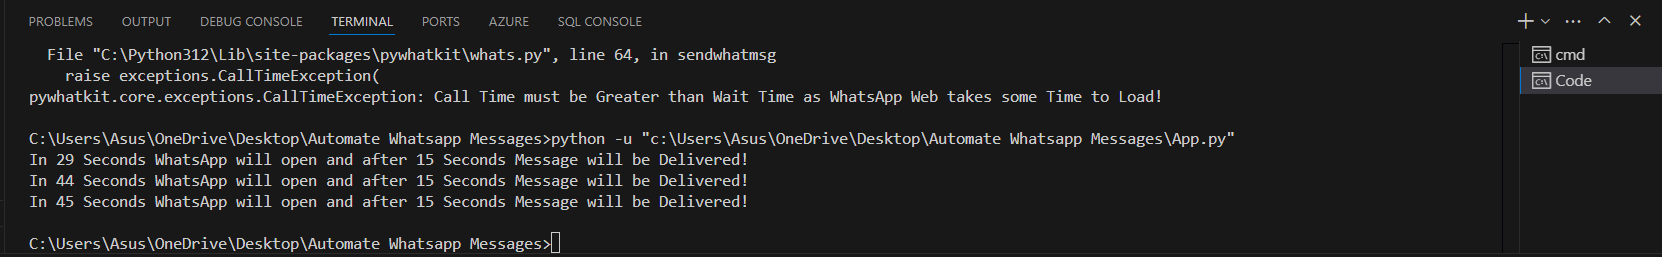 PROBLEMS OUTPUT DEBUG CONSOLE TERMINAL PORTS AZURE SQL CONSOLE
File "C:\Python312\Lib\site-packages\pywhatkit\whats.py", line 64, in sendwhatmsg
raise exceptions.CallTimeException(
pywhatkit.core.exceptions.CallTimeException: Call Time must be Greater than Wait Time as WhatsApp Web takes some Time to Load!
C:\Users\Asus\OneDrive\Desktop\Automate Whatsapp Messages>python -u "c:\Users\Asus\OneDrive\Desktop\Automate Whatsapp Messages\App.py"
In 29 Seconds WhatsApp will open and after 15 Seconds Message will be Delivered!
In 44 Seconds WhatsApp will open and after 15 Seconds Message will be Delivered!
In 45 Seconds WhatsApp will open and after 15 Seconds Message will be Delivered!
C:\Users\Asus\OneDrive\Desktop\Automate Whatsapp Messages>
cmd
Code